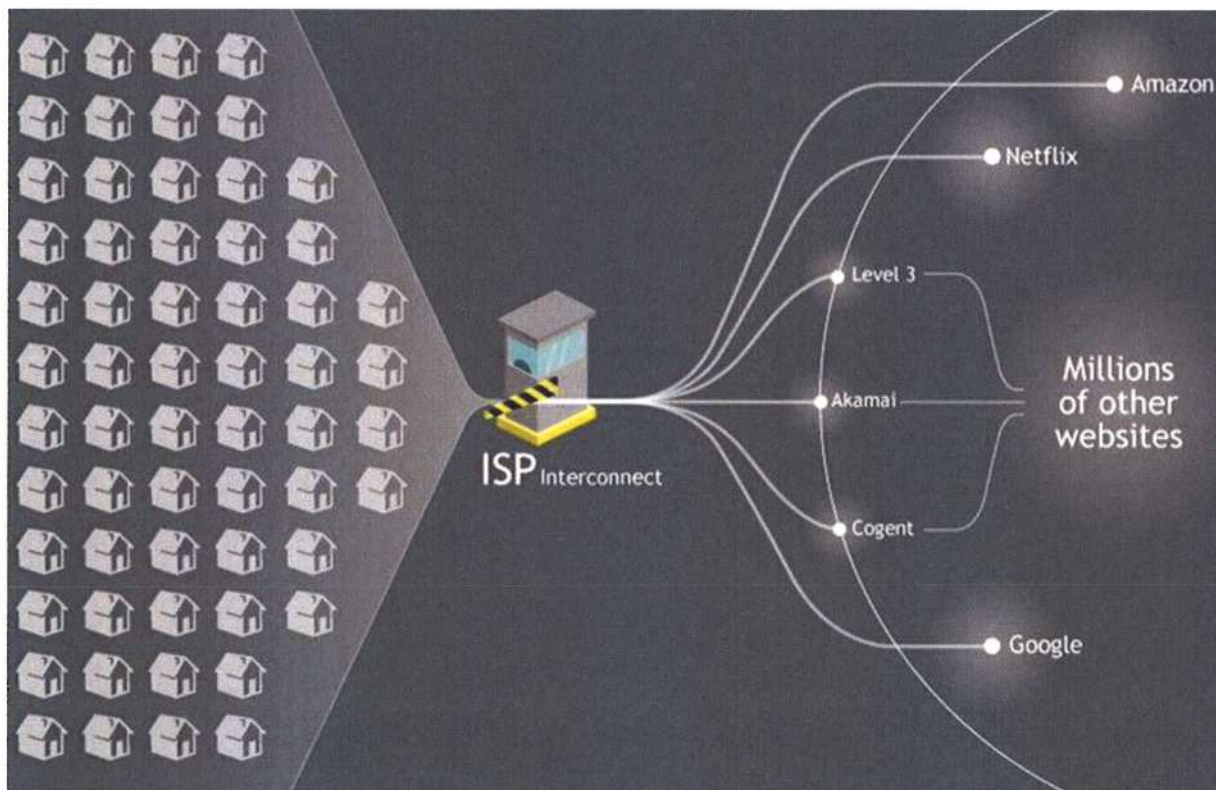 Amazon
Netflix
Level 3
Millions
of other
websites
Akamai
ISP Interconnect
Cogent
Google